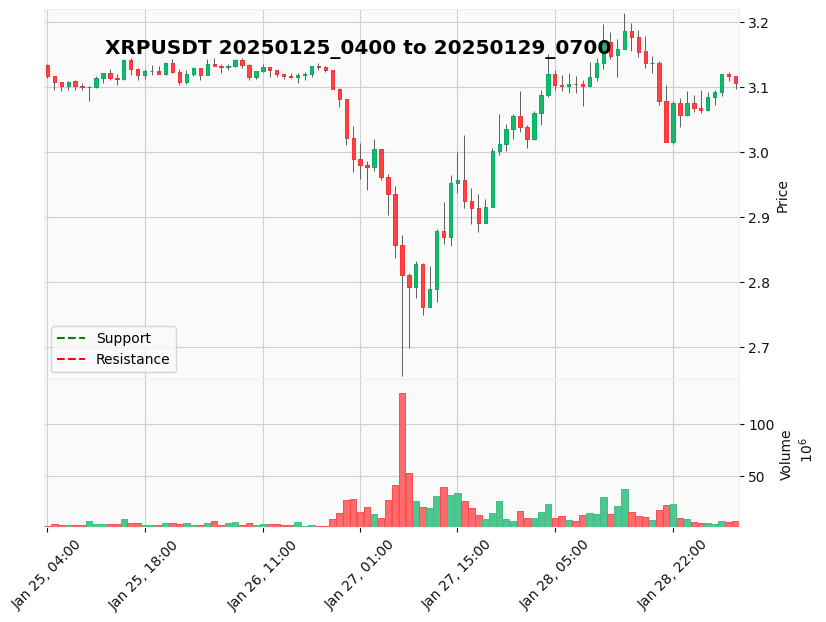 XRPUSDT 20250125_0400 to 20250129_0700
3.2
3.1
3.0
2.9
2.8
2.7
Price
Support
Resistance
100
50
Volume
10^6
Jan 25, 04:00
Jan 25, 18:00
Jan 26, 11:00
Jan 27, 01:00
Jan 27, 15:00
Jan 28, 05:00
Jan 28, 22:00